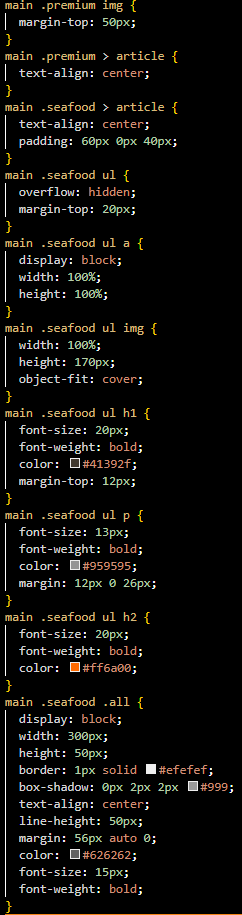 main .premium img {
margin-top: 50px;
}
main .premium > article {
text-align: center;
}
main .seafood > article {
text-align: center;
padding: 60px 0px 40px;
}
main .seafood ul {
overflow: hidden;
margin-top: 20px;
}
main .seafood ul a {
display: block;
width: 100%;
height: 100%;
}
main .seafood ul img {
width: 100%;
height: 170px;
object-fit: cover;
}
main .seafood ul h1 {
font-size: 20px;
font-weight: bold;
color: #41392f;
margin-top: 12px;
}
main .seafood ul p {
font-size: 13px;
font-weight: bold;
color: #959595;
margin: 12px 0 26px;
}
main .seafood ul h2 {
font-size: 20px;
font-weight: bold;
color: #ff6a00;
}
main .seafood .all {
display: block;
width: 300px;
height: 50px;
border: 1px solid #efefef;
box-shadow: 0px 2px 2px #999;
text-align: center;
line-height: 50px;
margin: 56px auto 0;
color: #626262;
font-size: 15px;
font-weight: bold;
}